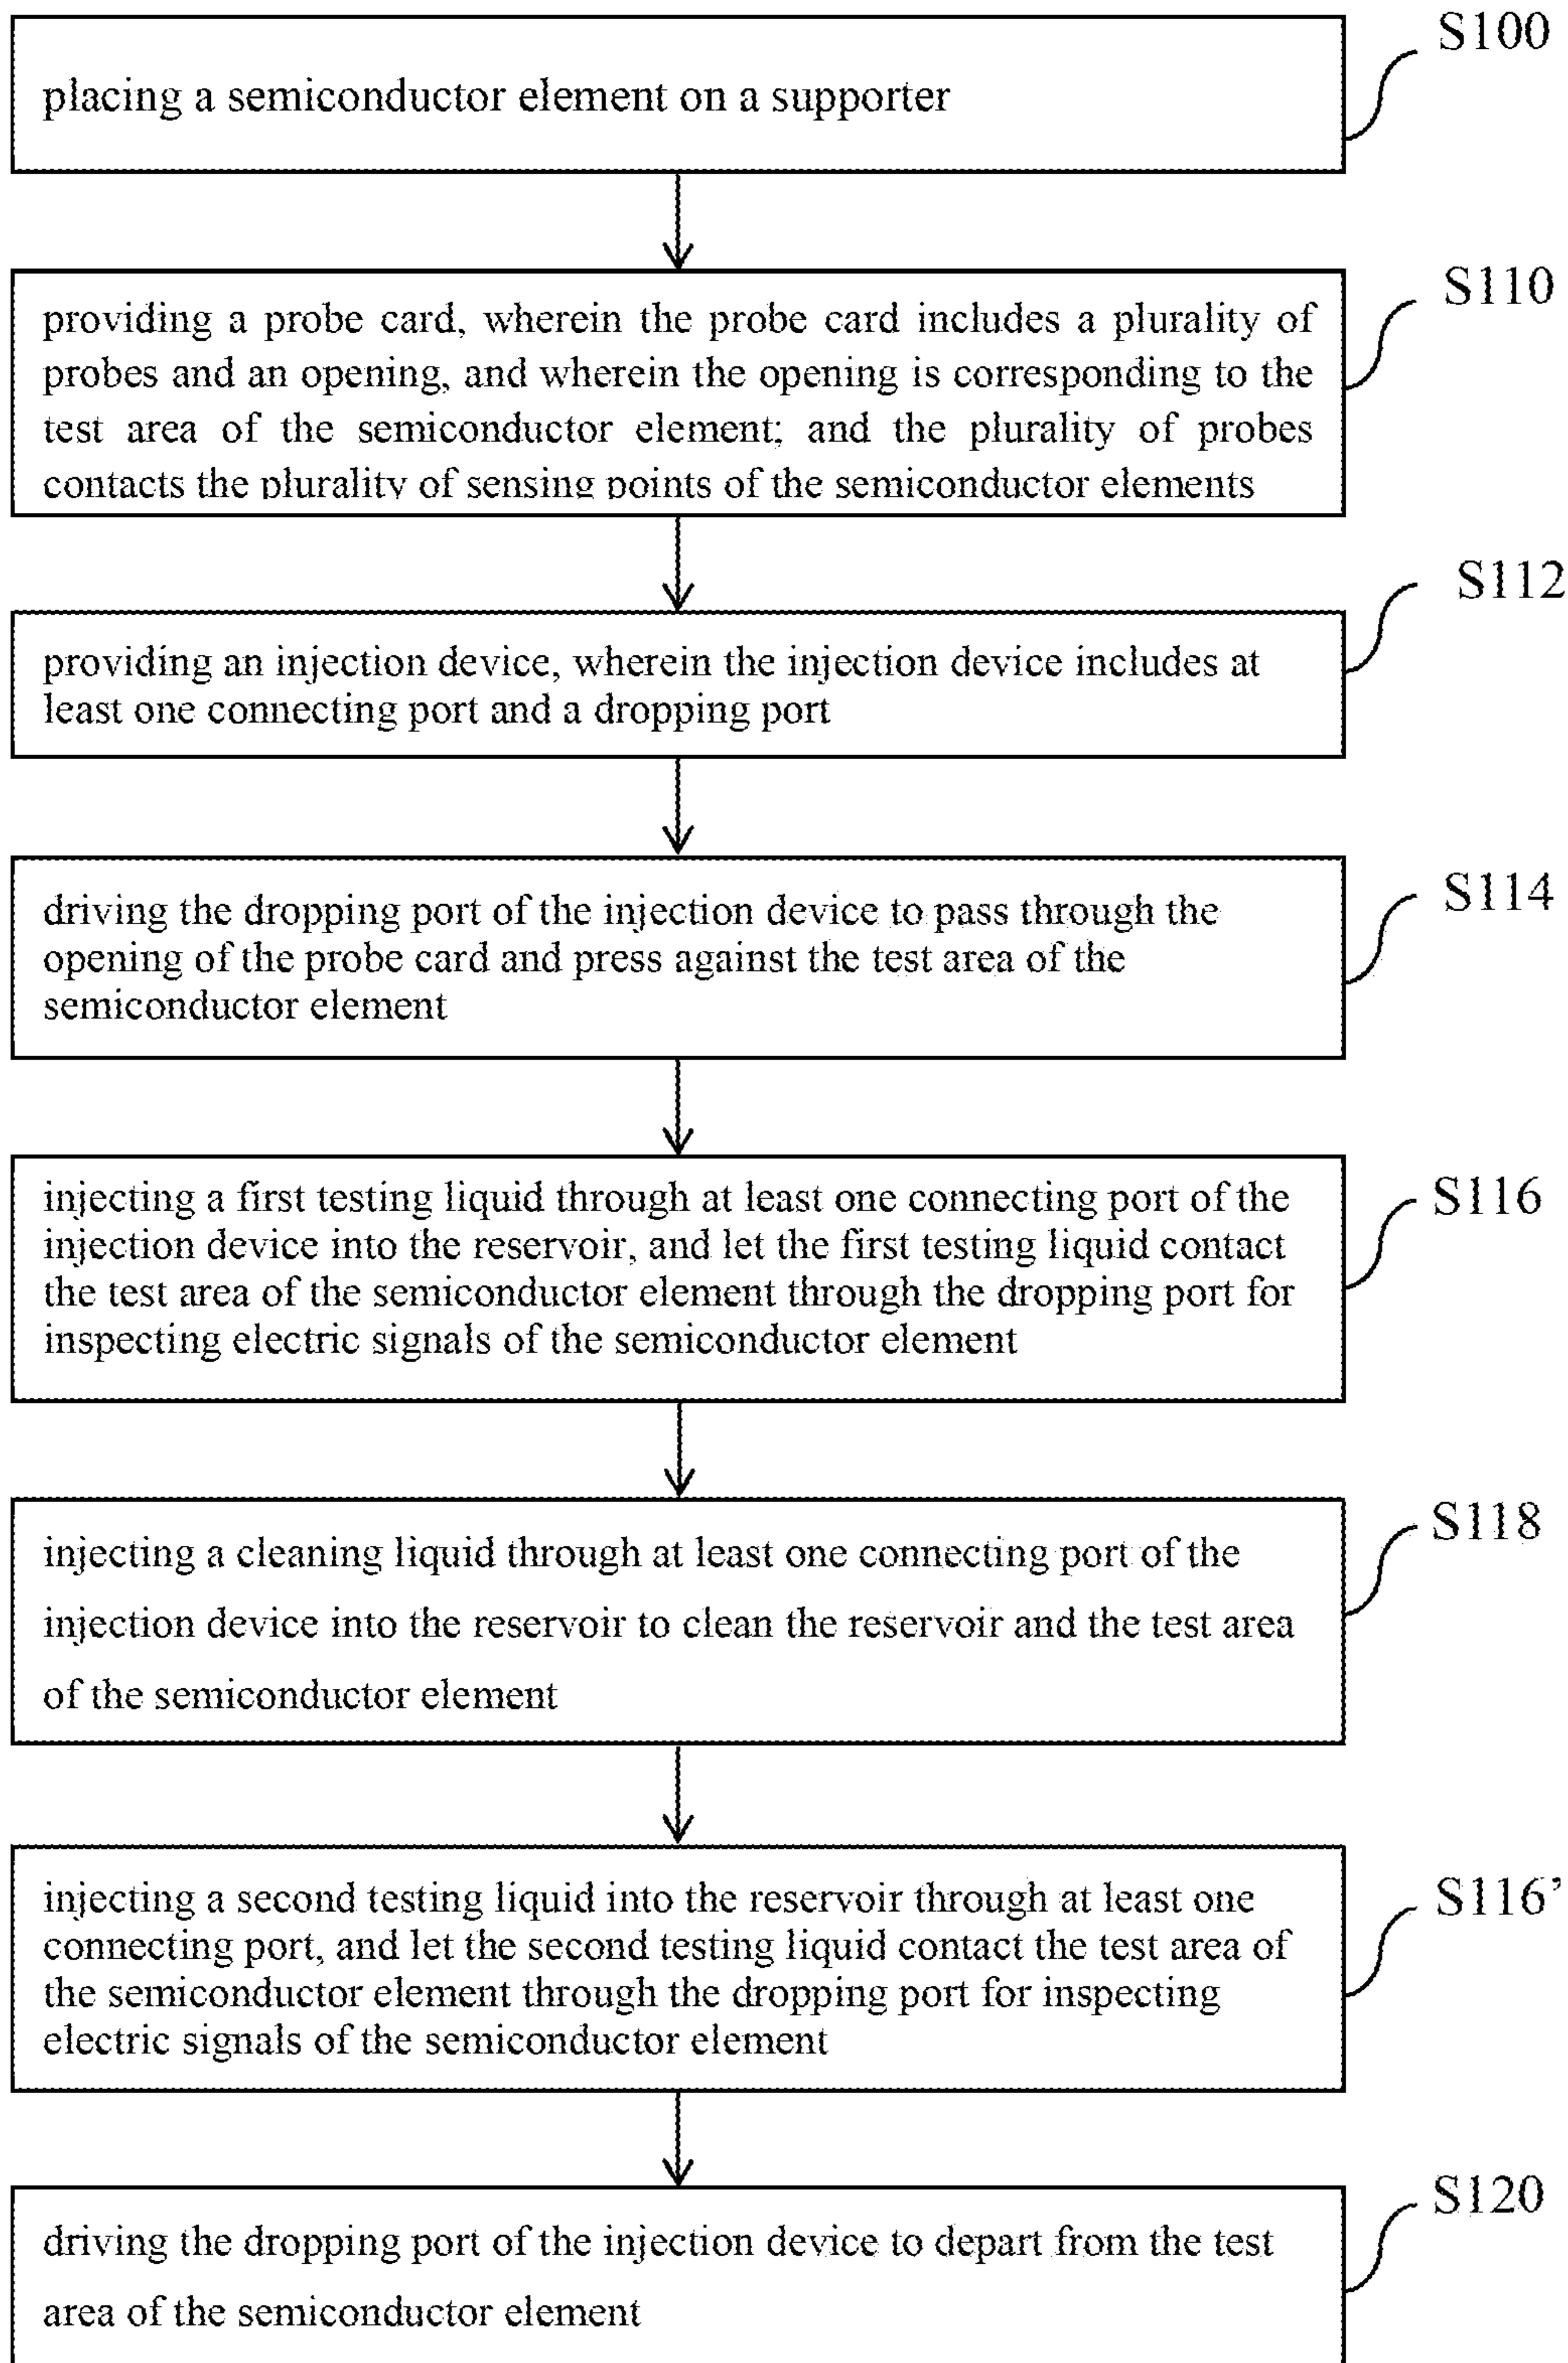 S100
placing a semiconductor element on a supporter
S110
providing a probe card, wherein the probe card includes a plurality of
probes and an opening, and wherein the opening is corresponding to the
test area of the semiconductor element; and the plurality of probes
contacts the plurality of sensing points of the semiconductor elements
S112
providing an injection device, wherein the injection device includes at
least one connecting port and a dropping port
S114
driving the dropping port of the injection device to pass through the
opening of the probe card and press against the test area of the
semiconductor element
S116
injecting a first testing liquid through at least one connecting port of the
injection device into the reservoir, and let the first testing liquid contact
the test area of the semiconductor element through the dropping port for
inspecting electric signals of the semiconductor element
S118
injecting a cleaning liquid through at least one connecting port of the
injection device into the reservoir to clean the reservoir and the test area
of the semiconductor element
S116’
injecting a second testing liquid into the reservoir through at least one
connecting port, and let the second testing liquid contact the test area of
the semiconductor element through the dropping port for inspecting
electric signals of the semiconductor element
S120
driving the dropping port of the injection device to depart from the test
area of the semiconductor element